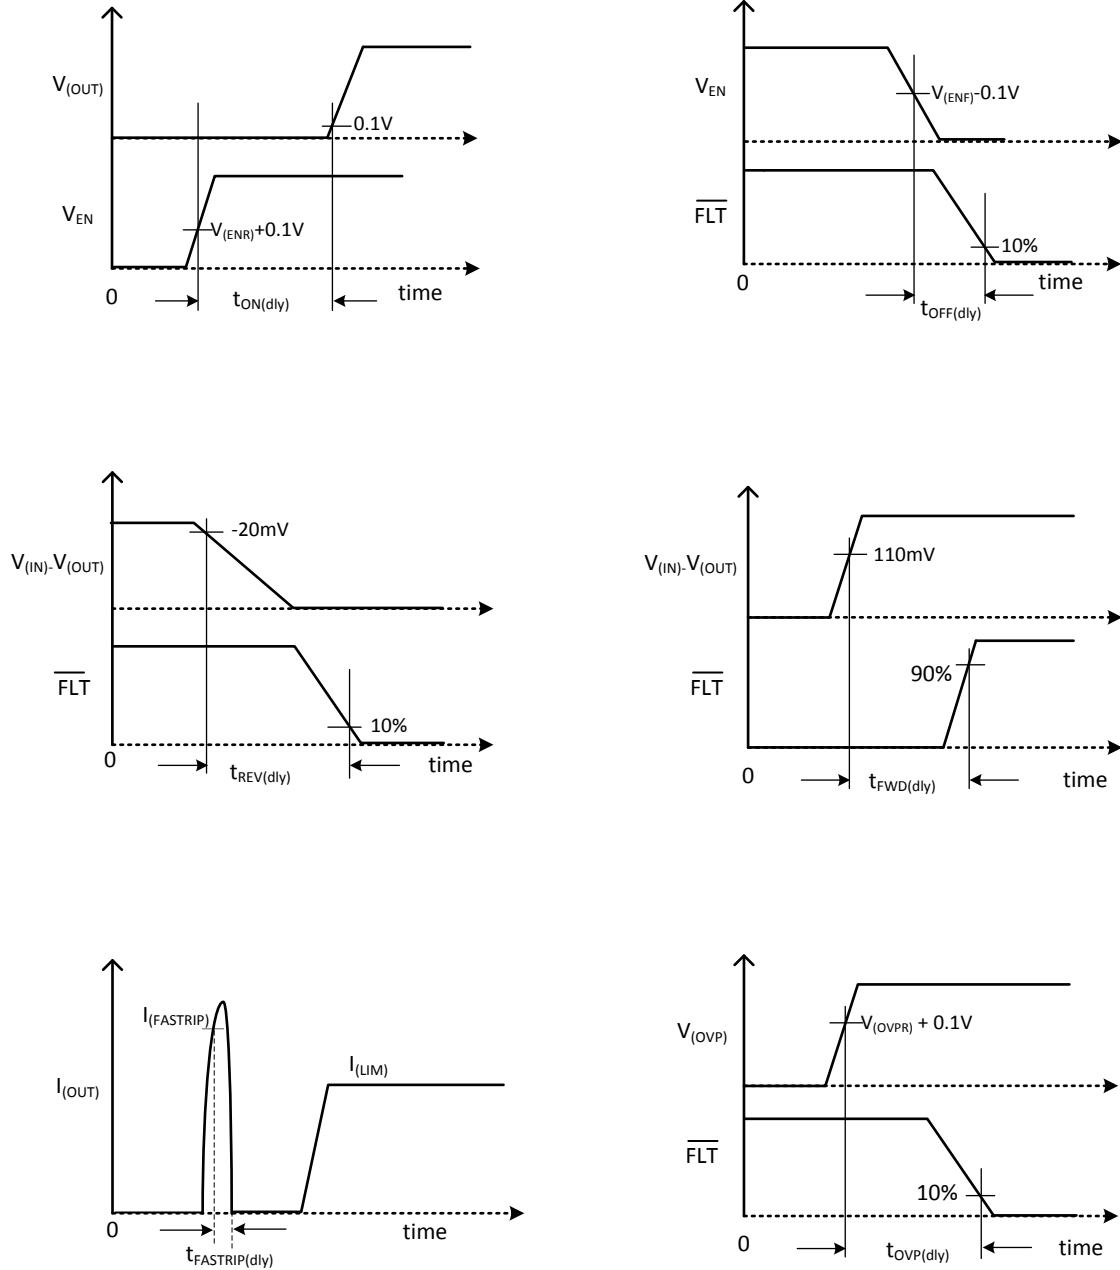 V(OUT)
0.1V
VEN
V(ENR)+0.1V
0
tON(dly)
time
VEN
V(ENF)-0.1V
FLT
10%
0
time
tOFF(dly)
-20mV
V(IN)-V(OUT)
FLT
10%
0
tREV(dly)
time
110mV
V(IN)-V(OUT)
90%
FLT
0
tFWD(dly)
time
I(FASTRIP)
I(LIM)
I(OUT)
0
time
tFASTRIP(dly)
V(OVPR) + 0.1V
V(OVP)
FLT
10%
0
tOVP(dly)
time